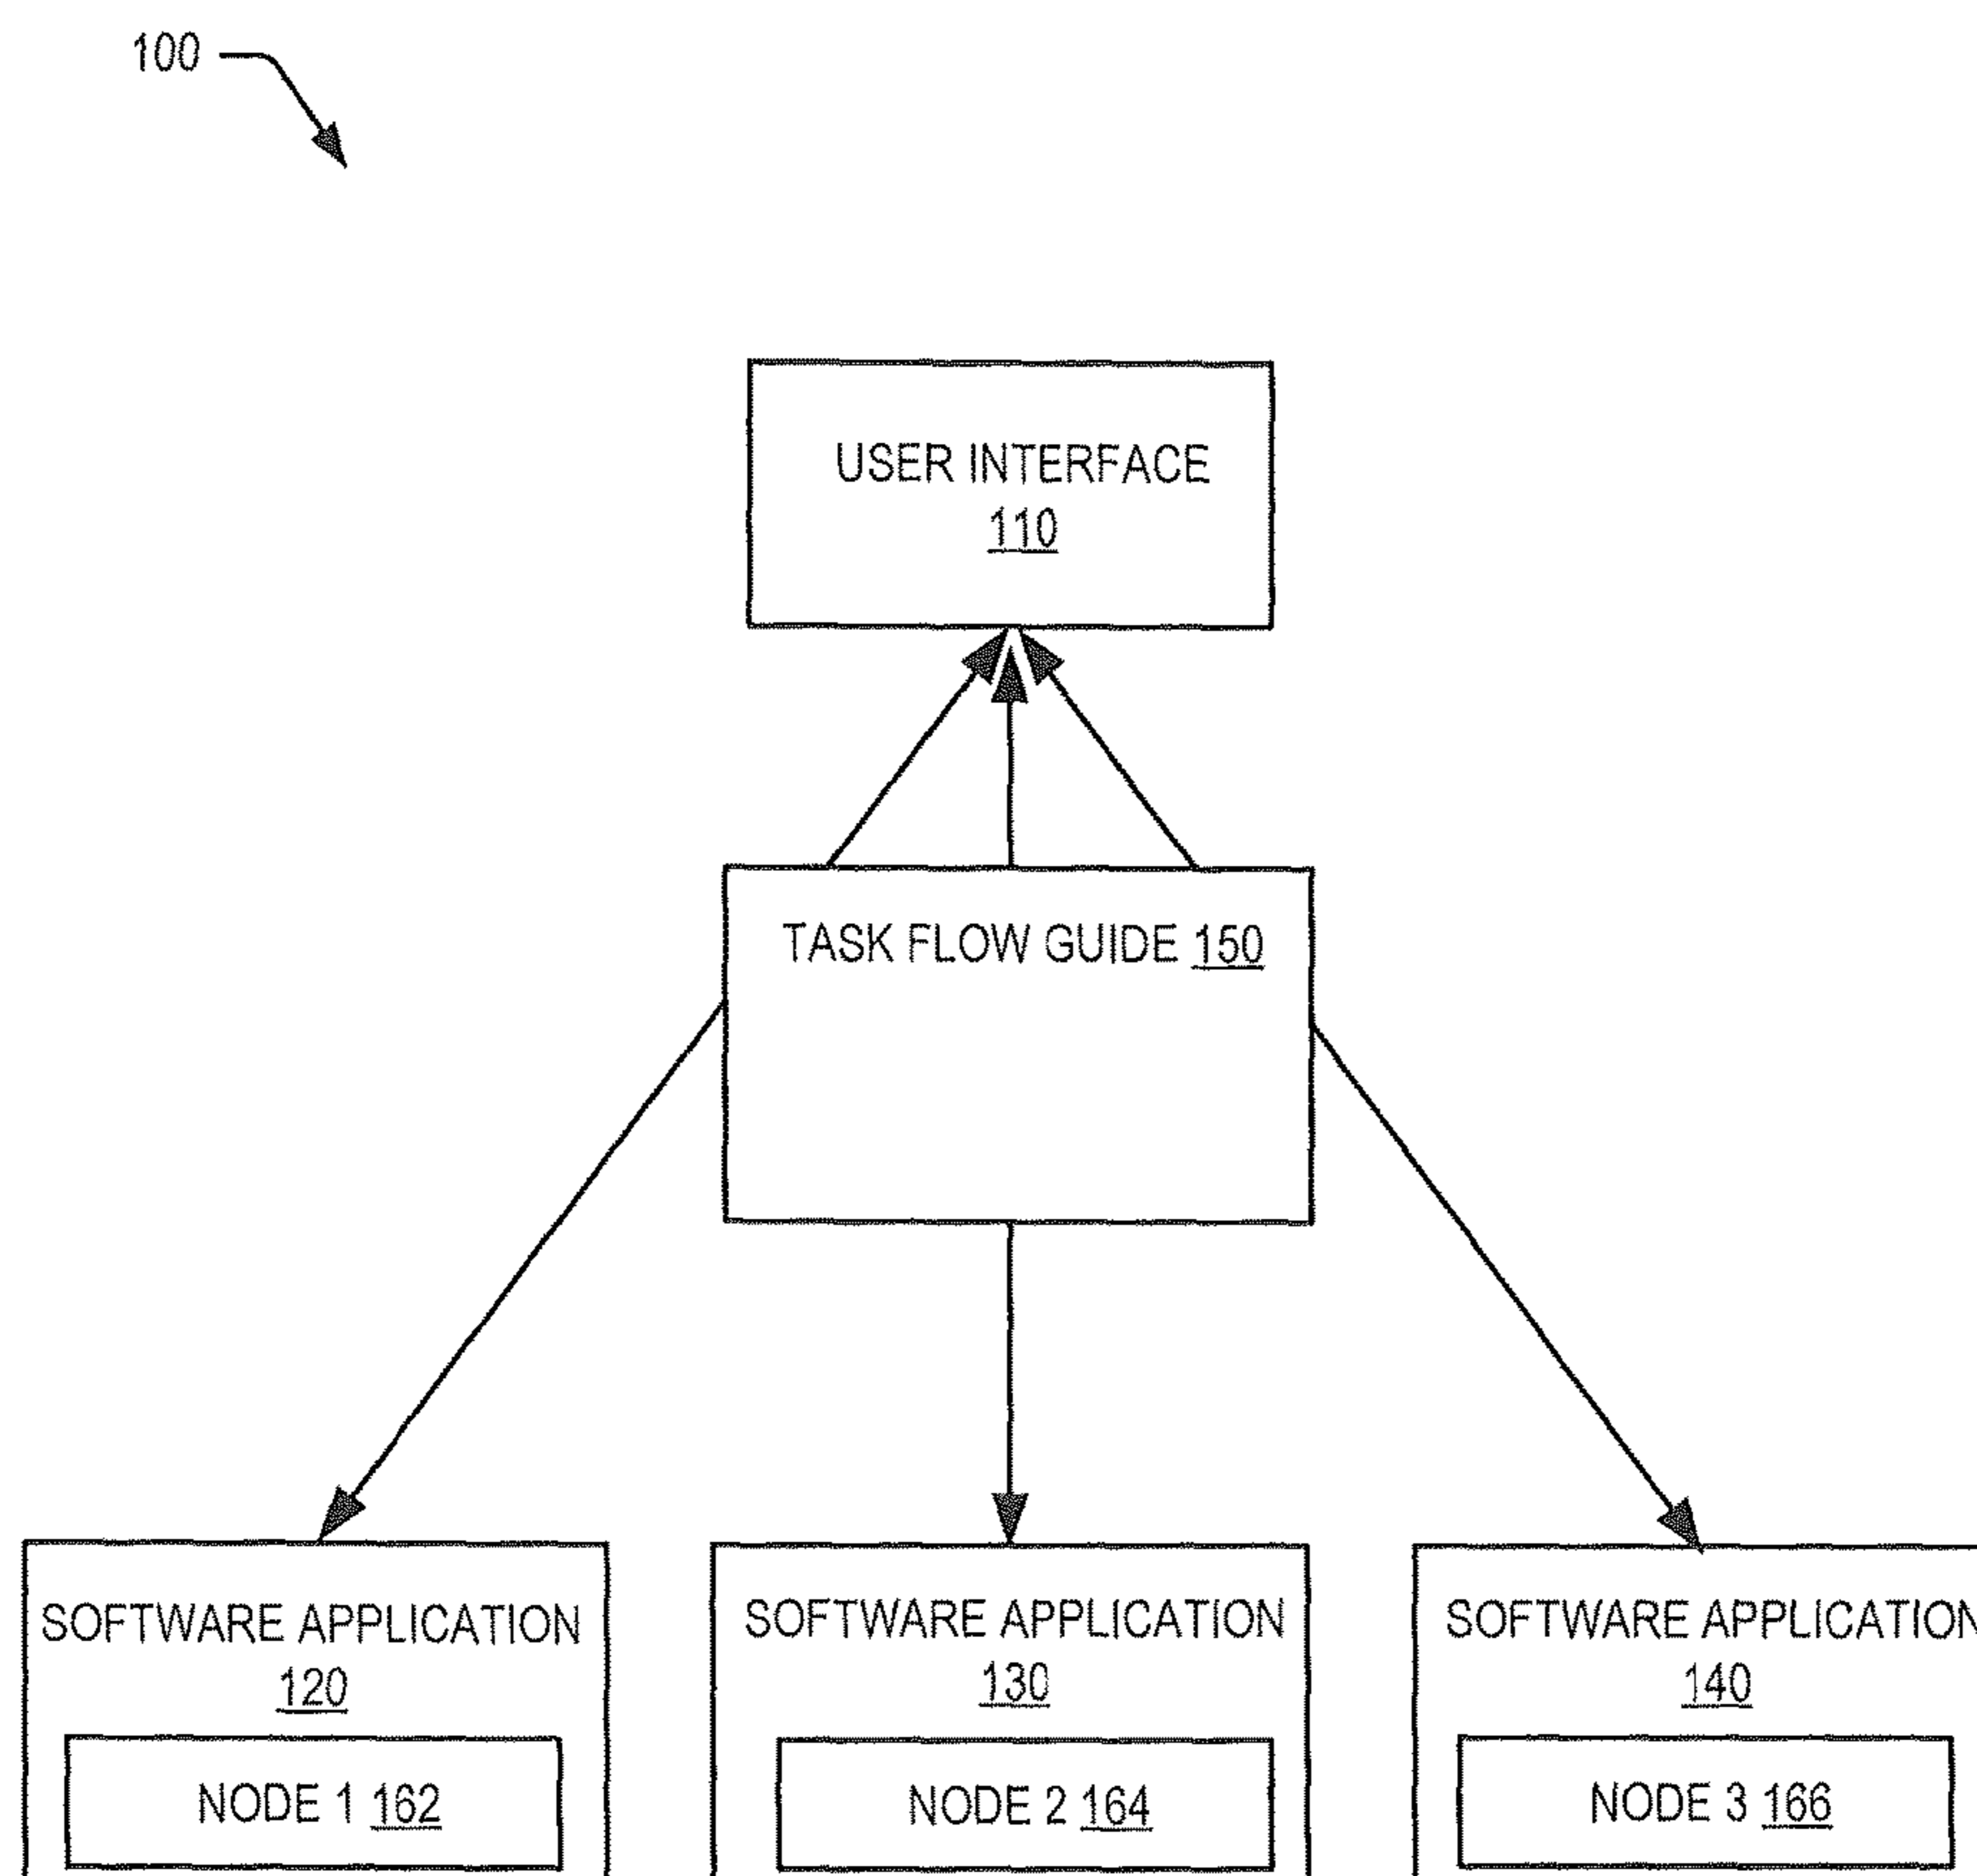 100
USER INTERFACE
110
TASK FLOW GUIDE 150
SOFTWARE APPLICATION
120
NODE 1 162
SOFTWARE APPLICATION
130
NODE 2 164
SOFTWARE APPLICATION
140
NODE 3 166